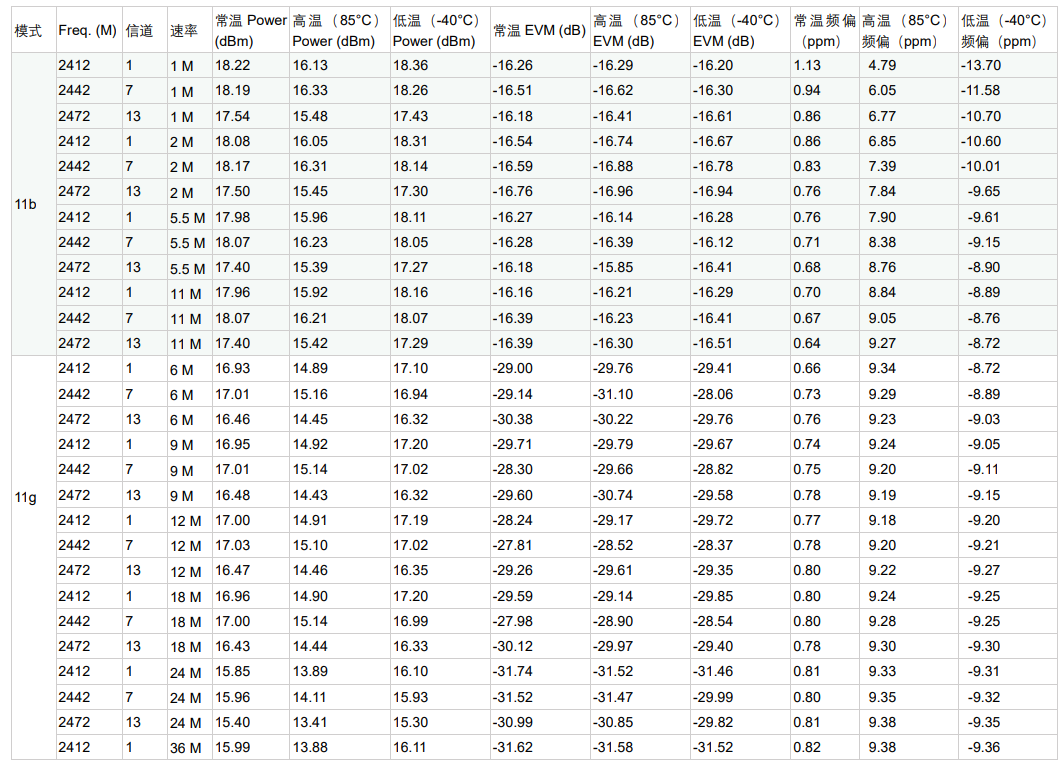 模式 Freq. (M) 信道 速率 常温 Power (dBm) 高温（85°C） Power (dBm) 低温（-40°C） Power (dBm) 常温 EVM (dB) 高温（85°C） EVM (dB) 低温（-40°C） EVM (dB) 常温频偏（ppm） 高温（85°C）频偏（ppm） 低温（-40°C）频偏（ppm）
11b
2412 1 1 M 18.22 16.13 18.36 -16.26 -16.29 -16.20 1.13 4.79 -13.70
2442 7 1 M 18.19 16.33 18.26 -16.51 -16.62 -16.30 0.94 6.05 -11.58
2472 13 1 M 17.54 15.48 17.43 -16.18 -16.41 -16.61 0.86 6.77 -10.70
2412 1 2 M 18.08 16.05 18.31 -16.54 -16.74 -16.67 0.86 6.85 -10.60
2442 7 2 M 18.17 16.31 18.14 -16.59 -16.88 -16.78 0.83 7.39 -10.01
2472 13 2 M 17.50 15.45 17.30 -16.76 -16.96 -16.94 0.76 7.84 -9.65
2412 1 5.5 M 17.98 15.96 18.11 -16.27 -16.14 -16.28 0.76 7.90 -9.61
2442 7 5.5 M 18.07 16.23 18.05 -16.28 -16.39 -16.12 0.71 8.38 -9.15
2472 13 5.5 M 17.40 15.39 17.27 -16.18 -15.85 -16.41 0.68 8.76 -8.90
2412 1 11 M 17.96 15.92 18.16 -16.16 -16.21 -16.29 0.70 8.84 -8.89
2442 7 11 M 18.07 16.21 18.07 -16.39 -16.23 -16.41 0.67 9.05 -8.76
2472 13 11 M 17.40 15.42 17.29 -16.39 -16.30 -16.51 0.64 9.27 -8.72
11g
2412 1 6 M 16.93 14.89 17.10 -29.00 -29.76 -29.41 0.66 9.34 -8.72
2442 7 6 M 17.01 15.16 16.94 -29.14 -31.10 -28.06 0.73 9.29 -8.89
2472 13 6 M 16.46 14.45 16.32 -30.38 -30.22 -29.76 0.76 9.23 -9.03
2412 1 9 M 16.95 14.92 17.20 -29.71 -29.79 -29.67 0.74 9.24 -9.05
2442 7 9 M 17.01 15.14 17.02 -28.30 -29.66 -28.82 0.75 9.20 -9.11
2472 13 9 M 16.48 14.43 16.32 -29.60 -30.74 -29.58 0.78 9.19 -9.15
2412 1 12 M 17.00 14.91 17.19 -28.24 -29.17 -29.72 0.77 9.18 -9.20
2442 7 12 M 17.03 15.10 17.02 -27.81 -28.52 -28.37 0.78 9.20 -9.21
2472 13 12 M 16.47 14.46 16.35 -29.26 -29.61 -29.35 0.80 9.22 -9.27
2412 1 18 M 16.96 14.90 17.20 -29.59 -29.14 -29.85 0.80 9.24 -9.25
2442 7 18 M 17.00 15.14 16.99 -27.98 -28.90 -28.54 0.80 9.28 -9.25
2472 13 18 M 16.43 14.44 16.33 -30.12 -29.97 -29.40 0.78 9.30 -9.30
2412 1 24 M 15.85 13.89 16.10 -31.74 -31.52 -31.46 0.81 9.33 -9.31
2442 7 24 M 15.96 14.11 15.93 -31.52 -31.47 -29.99 0.80 9.35 -9.32
2472 13 24 M 15.40 13.41 15.30 -30.99 -30.85 -29.82 0.81 9.38 -9.35
2412 1 36 M 15.99 13.88 16.11 -31.62 -31.58 -31.52 0.82 9.38 -9.36